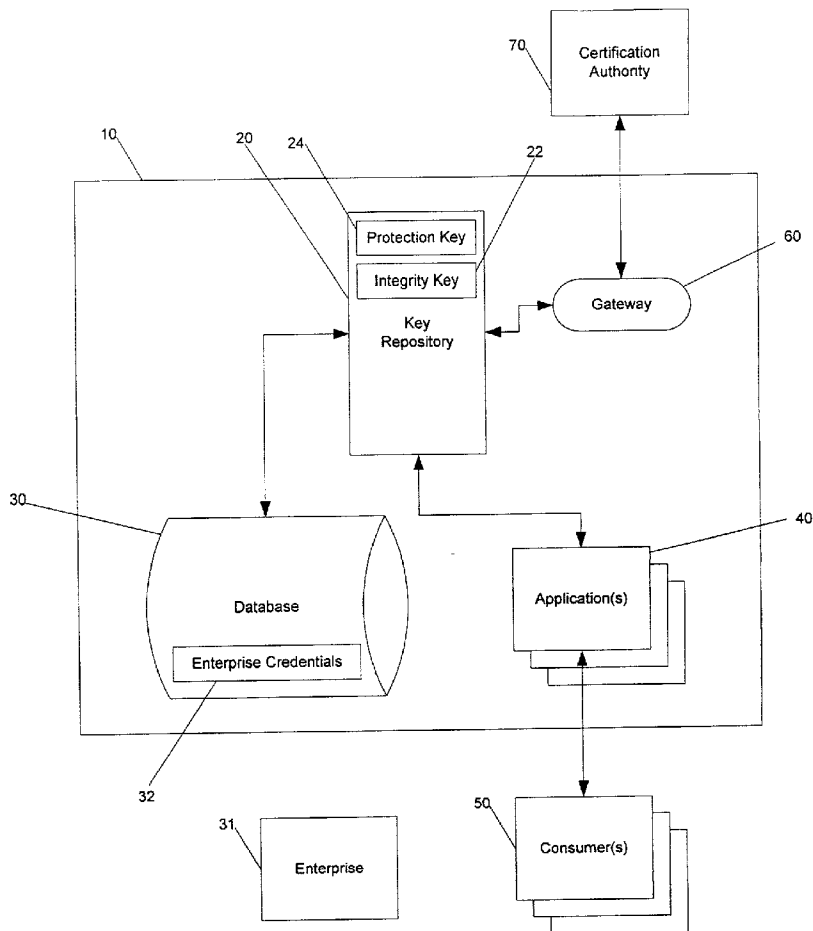 70
Certification
Authority
10
20
24
22
Protection Key
Integrity Key
Key
Repository
60
Gateway
30
Database
Enterprise Credentials
32
40
Application(s)
31
Enterprise
50
Consumer(s)